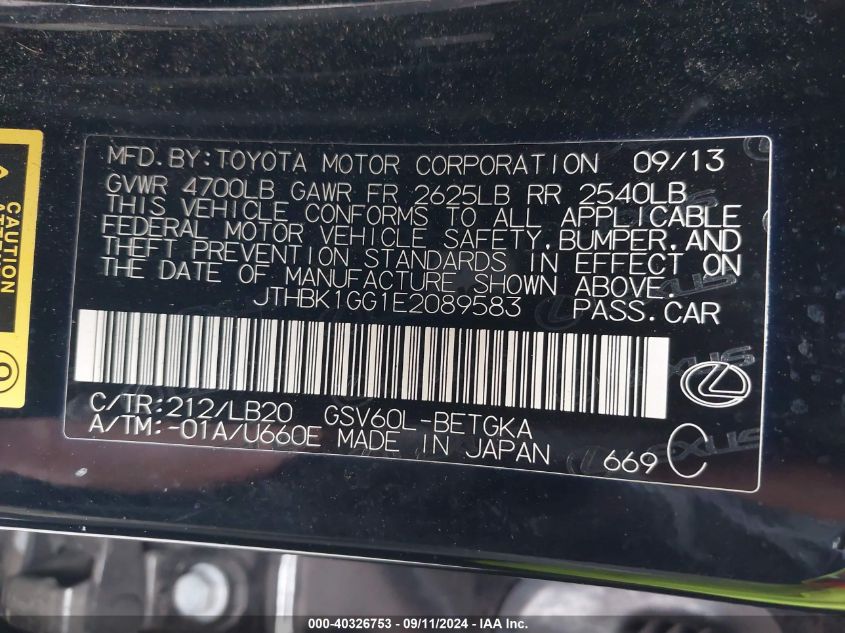 MFD. BY: TOYOTA MOTOR CORPORATION 09/13
GVWR 4700LB GAWR FR 2625LB RR 2540LB
THIS VEHICLE CONFORMS TO ALL APPLICABLE
FEDERAL MOTOR VEHICLE SAFETY, BUMPER, AND
THEFT PREVENTION STANDARDS IN EFFECT ON
THE DATE OF MANUFACTURE SHOWN ABOVE.
JTHBK1GG1E2089583 PASS.CAR
C/TR: 212/LB20 GSV60L-BETGKA
A/TM: -01A/U660E MADE IN JAPAN 669 C
CAUTION
000-40326753 - 09/11/2024 - IAA Inc.